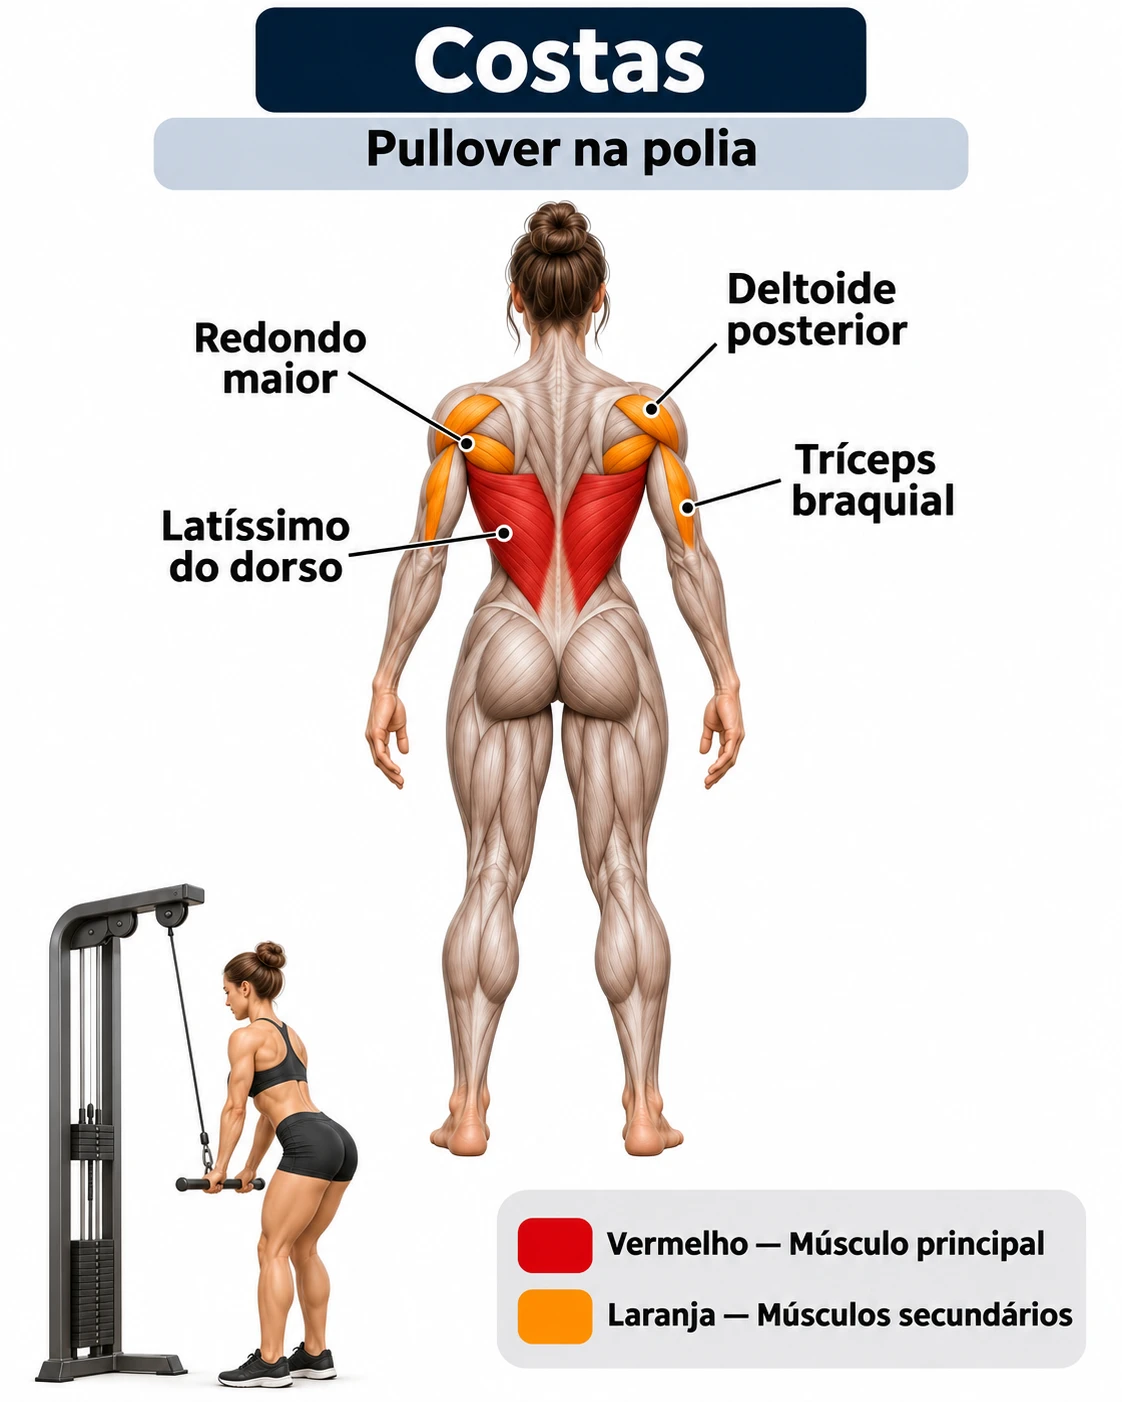 Costas
Pullover na polia
Deltoide
posterior
Redondo
maior
Tríceps
braquial
Latíssimo
do dorso
Vermelho — Músculo principal
Laranja — Músculos secundários